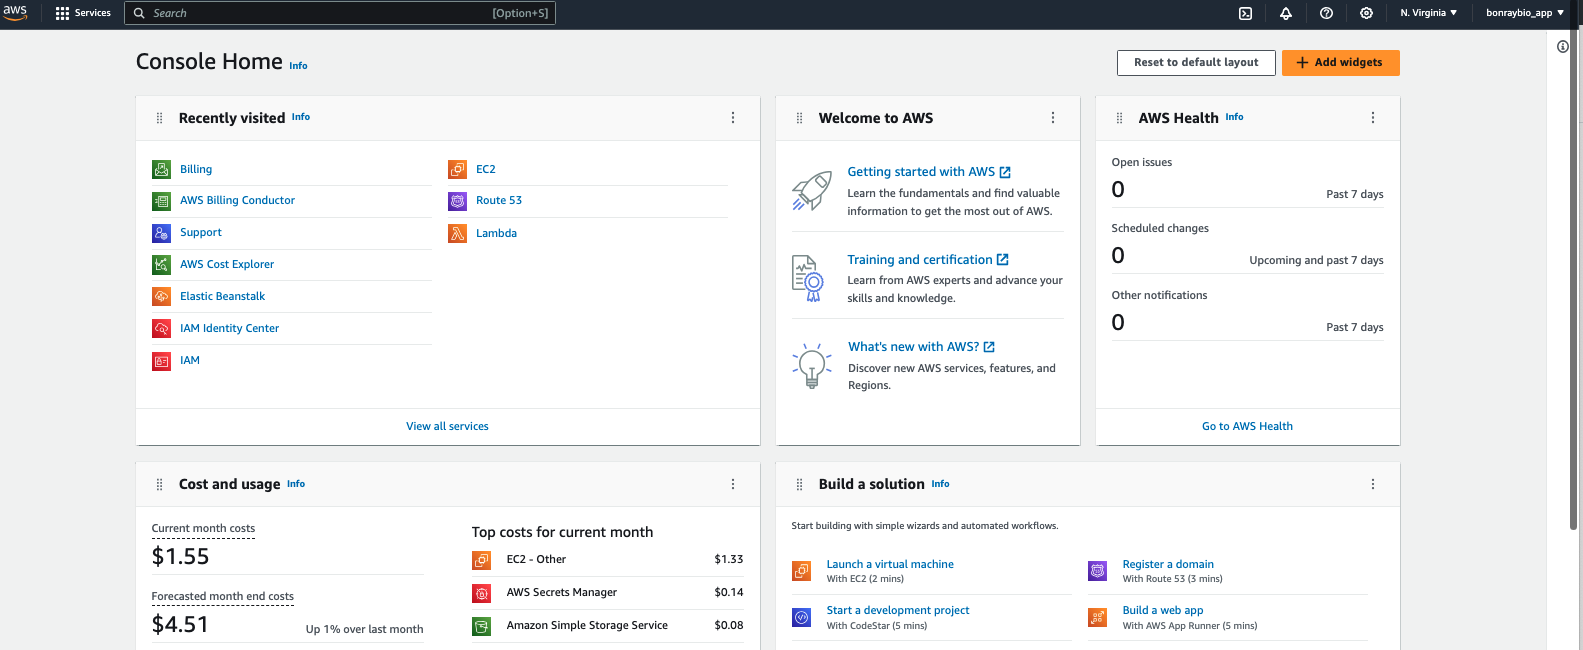 aws
Services
Search
[Option+S]
N. Virginia
bonraybio_app
Console Home Info
Reset to default layout
Add widgets
Recently visited Info
Billing
AWS Billing Conductor
Support
AWS Cost Explorer
Elastic Beanstalk
IAM Identity Center
IAM
EC2
Route 53
Lambda
View all services
Welcome to AWS
Getting started with AWS
Learn the fundamentals and find valuable
information to get the most out of AWS.
Training and certification
Learn from AWS experts and advance your
skills and knowledge.
What's new with AWS?
Discover new AWS services, features, and
Regions.
AWS Health Info
Open issues
0
Past 7 days
Scheduled changes
0
Upcoming and past 7 days
Other notifications
0
Past 7 days
Go to AWS Health
Cost and usage Info
Current month costs
$1.55
Forecasted month end costs
$4.51
Up 1% over last month
Top costs for current month
EC2 - Other $1.33
AWS Secrets Manager $0.14
Amazon Simple Storage Service $0.08
Build a solution Info
Start building with simple wizards and automated workflows.
Launch a virtual machine
With EC2 (2 mins)
Start a development project
With CodeStar (5 mins)
Register a domain
With Route 53 (3 mins)
Build a web app
With AWS App Runner (5 mins)